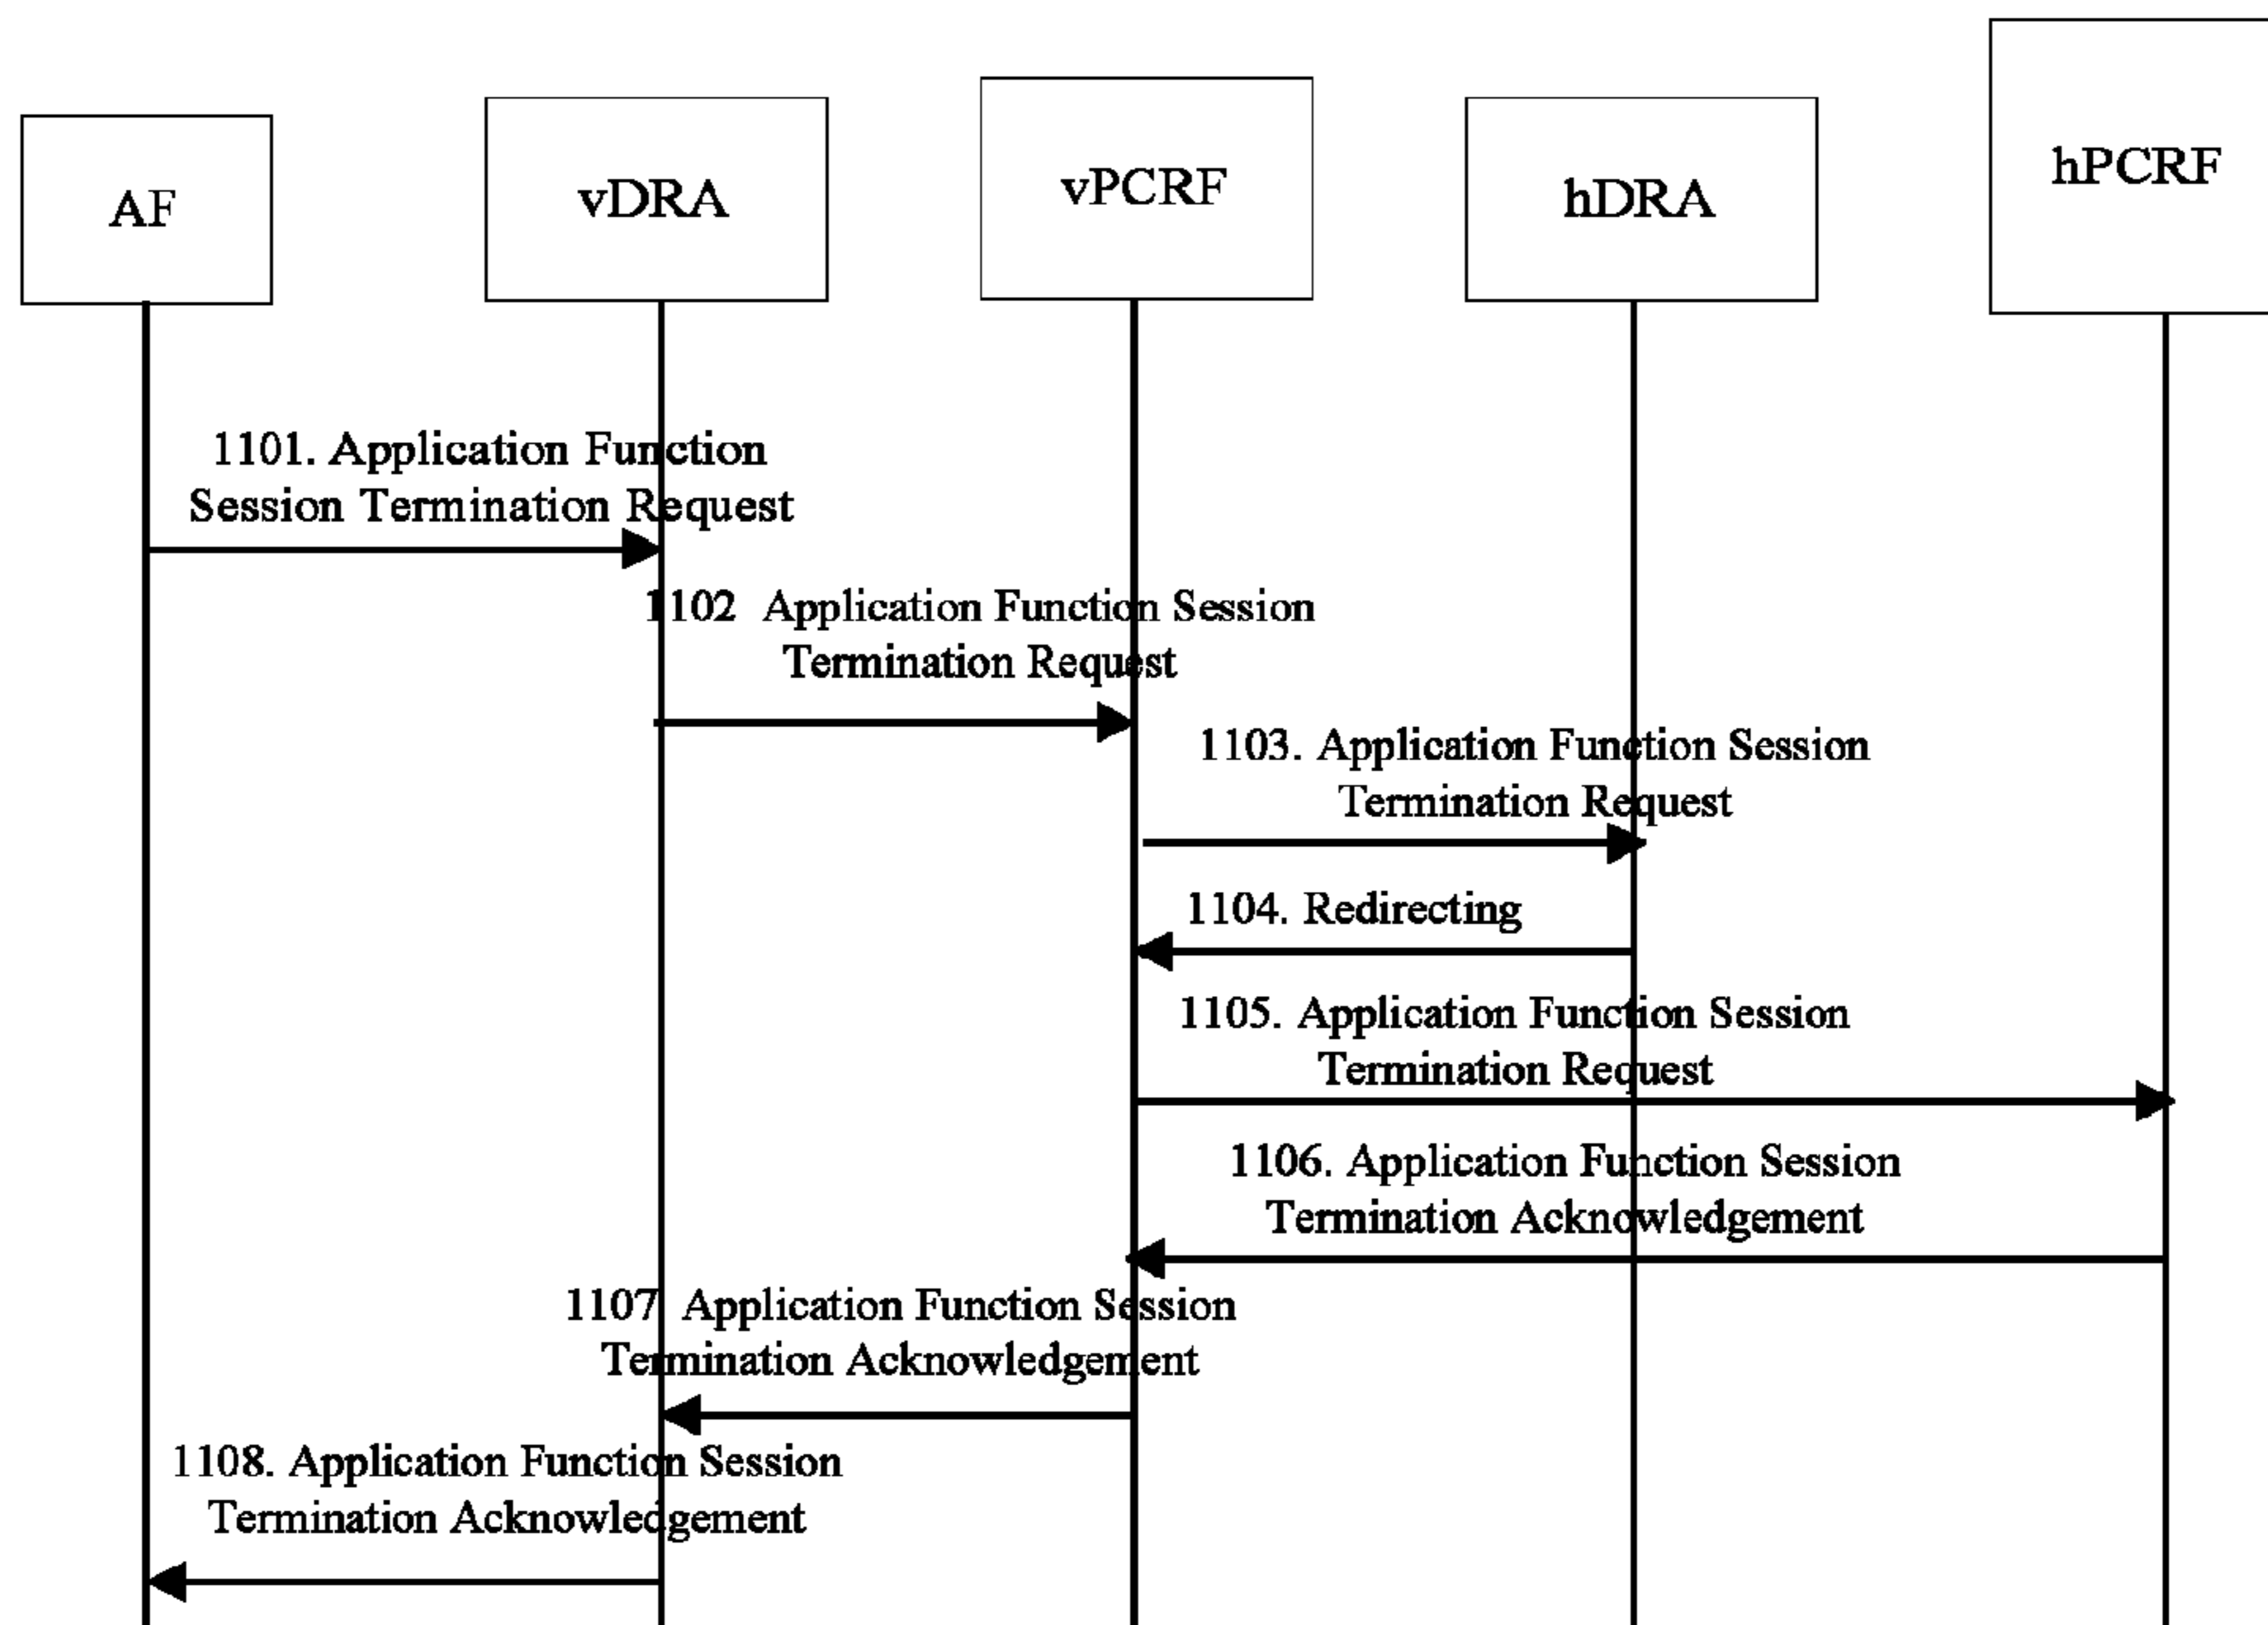 AF
vDRA
vPCRF
hDRA
hPCRF
1101. Application Function
Session Termination Request
1102 Application Function Session
Termination Request
1103. Application Function Session
Termination Request
1104. Redirecting
1105. Application Function Session
Termination Request
1106. Application Function Session
Termination Acknowledgement
1107 Application Function Session
Termination Acknowledgement
1108. Application Function Session
Termination Acknowledgement